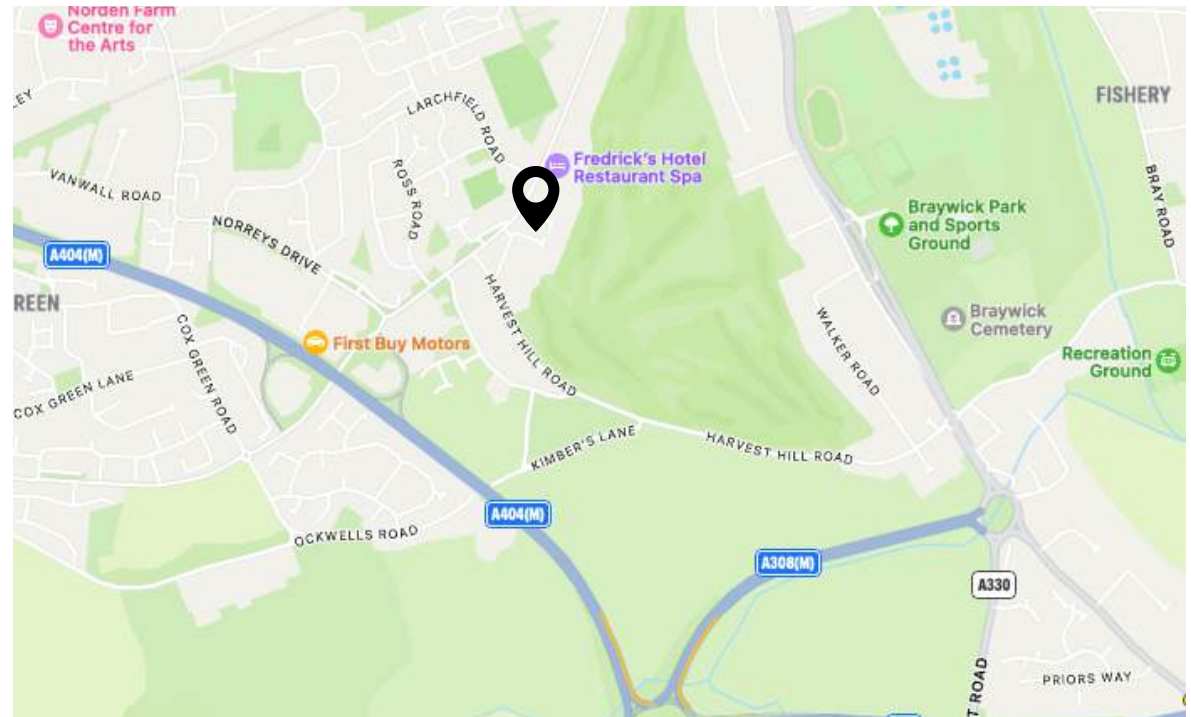 Norden Farm
Centre for
the Arts
LEY
LARCHFIELD ROAD
FISHERY
Fredrick's Hotel
Restaurant Spa
VANWALL ROAD
ROSS ROAD
BRAY ROAD
NORREYS DRIVE
Braywick Park
and Sports
Ground
A404(M)
REEN
HARVEST HILL ROAD
First Buy Motors
COX GREEN ROAD
WALKER ROAD
Braywick
Cemetery
Recreation
Ground
COX GREEN LANE
KIMBER'S LANE
HARVEST HILL ROAD
A404(M)
OCKWELLS ROAD
A308(M)
A330
T ROAD
PRIORS WAY